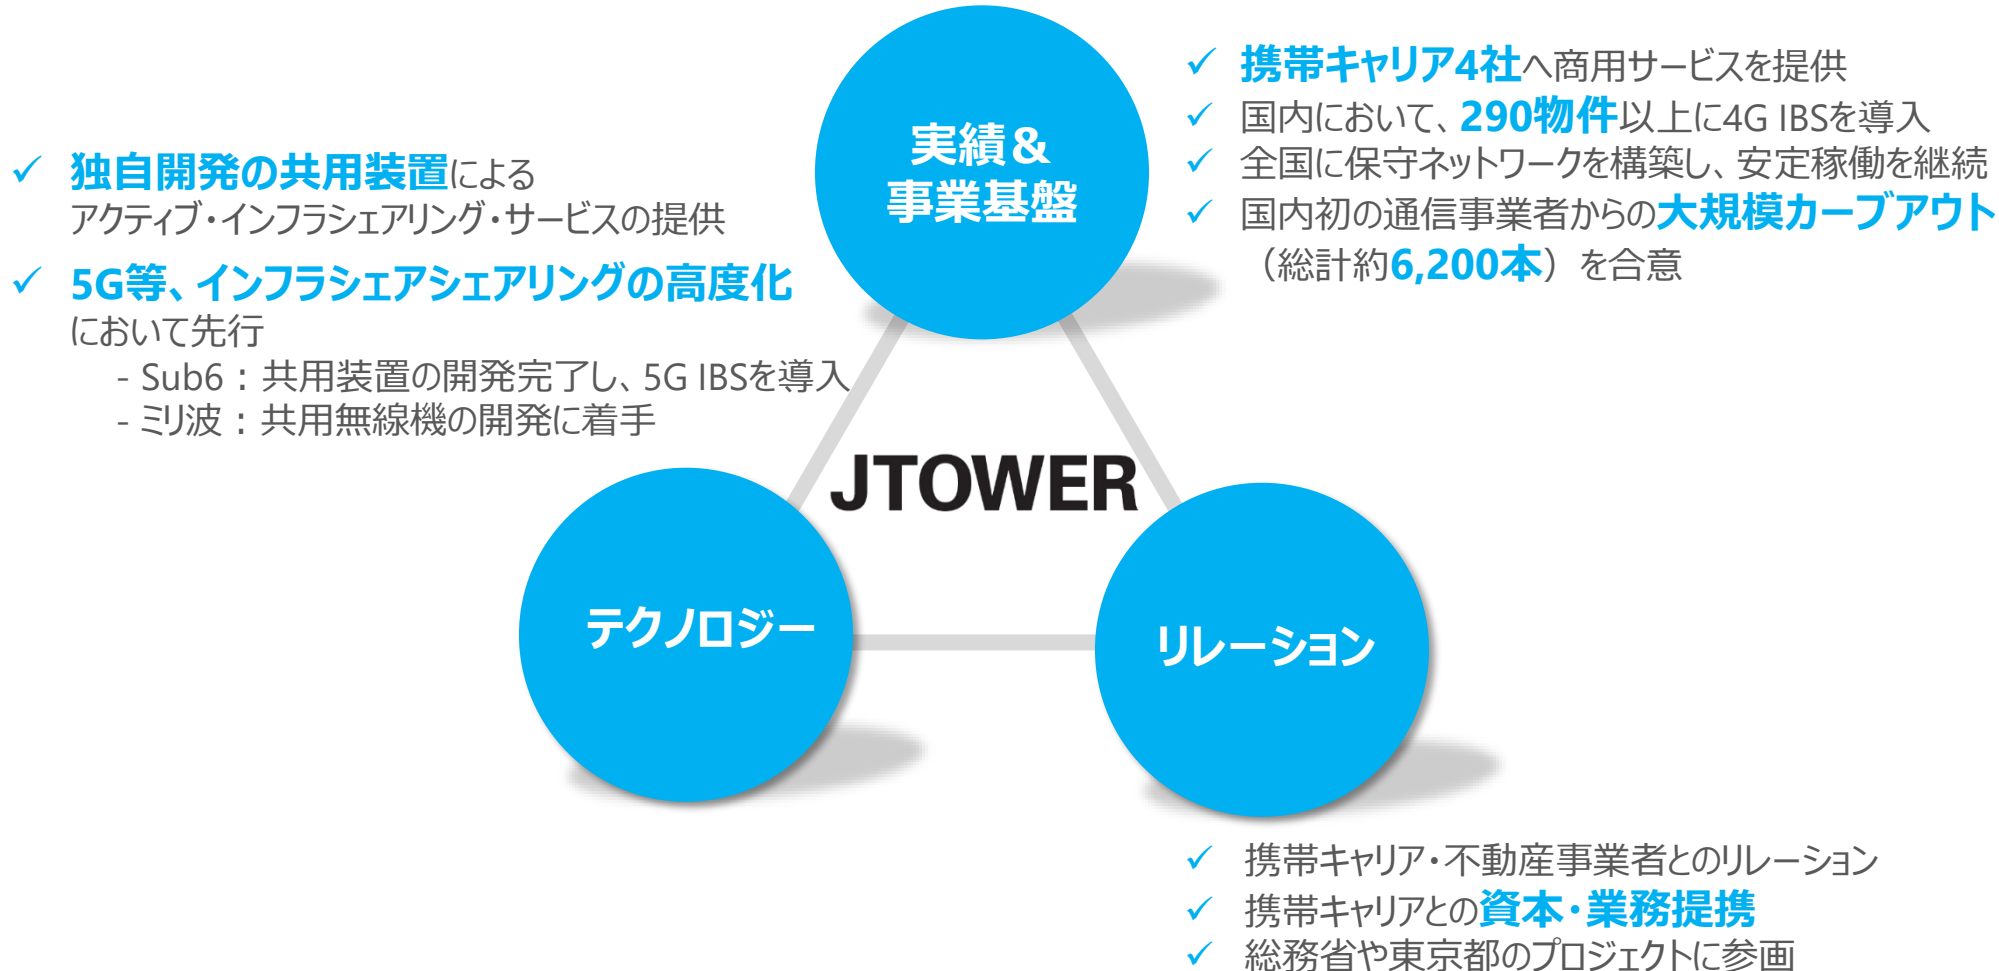 実績＆
事業基盤
✓ 携帯キャリア4社へ商用サービスを提供
✓ 国内において、290物件以上に4G IBSを導入
✓ 全国に保守ネットワークを構築し、安定稼働を継続
✓ 国内初の通信事業者からの大規模カーブアウト
（総計約6,200本）を合意
✓ 独自開発の共用装置による
アクティブ・インフラシェアリング・サービスの提供
✓ 5G等、インフラシェアシェアリングの高度化
において先行
- Sub6：共用装置の開発完了し、5G IBSを導入
- ミリ波：共用無線機の開発に着手
JTOWER
テクノロジー
リレーション
✓ 携帯キャリア・不動産事業者とのリレーション
✓ 携帯キャリアとの資本・業務提携
✓ 総務省や東京都のプロジェクトに参画